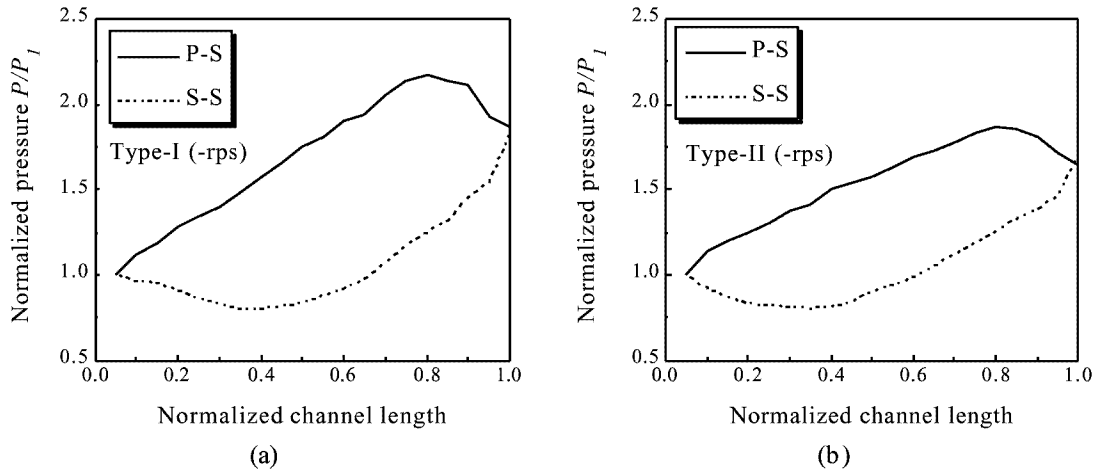 2.5
2.0
1.5
1.0
0.5
Normalized pressure P/P1
P-S
S-S
Type-I (-rps)
0.0 0.2 0.4 0.6 0.8 1.0
Normalized channel length
(a)
2.5
2.0
1.5
1.0
0.5
Normalized pressure P/P1
P-S
S-S
Type-II (-rps)
0.0 0.2 0.4 0.6 0.8 1.0
Normalized channel length
(b)